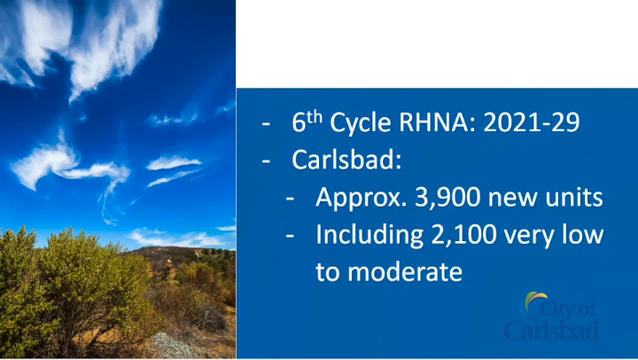 - 6th Cycle RHNA: 2021-29
- Carlsbad:
- Approx. 3,900 new units
- Including 2,100 very low
to moderate
City of
Carlsbad